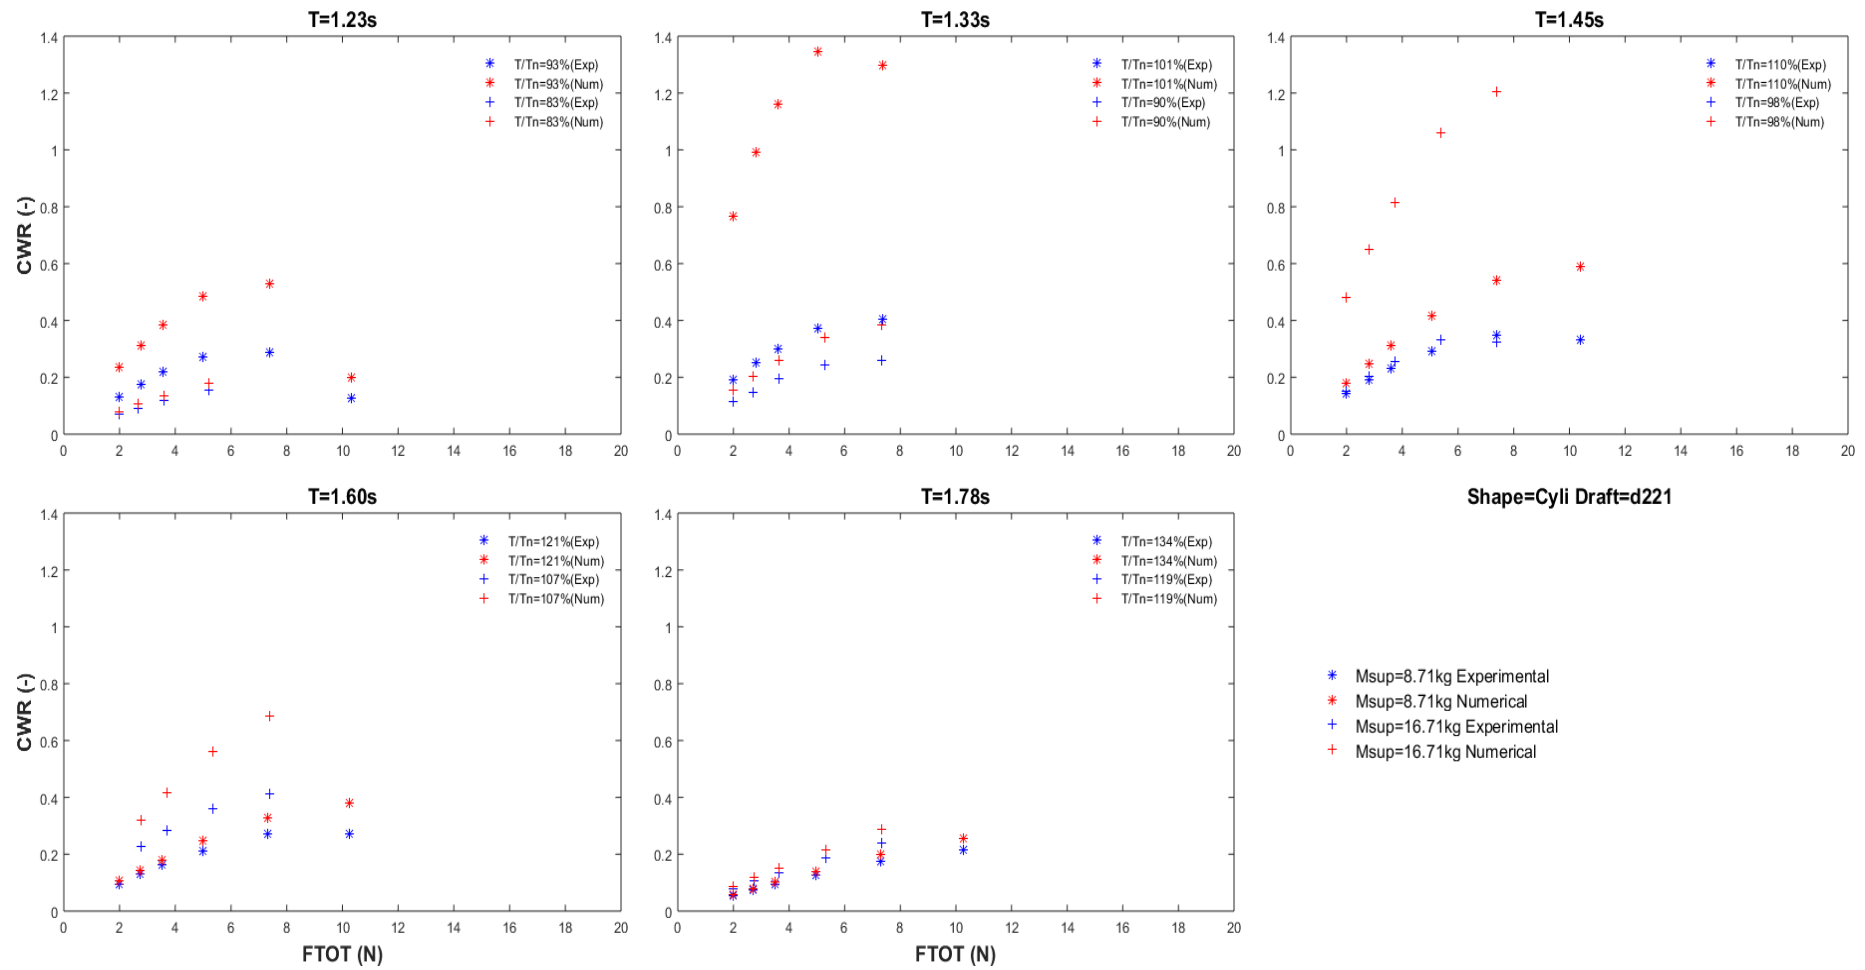 T=1.23s
1.4
1.2
1
0.8
0.6
0.4
0.2
0
0 2 4 6 8 10 12 14 16 18 20
CWR (-)
T/Tn=93%(Exp)
T/Tn=93%(Num)
T/Tn=83%(Exp)
T/Tn=83%(Num)
T=1.33s
1.4
1.2
1
0.8
0.6
0.4
0.2
0
0 2 4 6 8 10 12 14 16 18 20
T/Tn=101%(Exp)
T/Tn=101%(Num)
T/Tn=90%(Exp)
T/Tn=90%(Num)
T=1.45s
1.4
1.2
1
0.8
0.6
0.4
0.2
0
0 2 4 6 8 10 12 14 16 18 20
T/Tn=110%(Exp)
T/Tn=110%(Num)
T/Tn=98%(Exp)
T/Tn=98%(Num)
T=1.60s
1.4
1.2
1
0.8
0.6
0.4
0.2
0
0 2 4 6 8 10 12 14 16 18 20
CWR (-)
FTOT (N)
T/Tn=121%(Exp)
T/Tn=121%(Num)
T/Tn=107%(Exp)
T/Tn=107%(Num)
T=1.78s
1.4
1.2
1
0.8
0.6
0.4
0.2
0
0 2 4 6 8 10 12 14 16 18 20
FTOT (N)
T/Tn=134%(Exp)
T/Tn=134%(Num)
T/Tn=119%(Exp)
T/Tn=119%(Num)
Shape=Cyli Draft=d221
Msup=8.71kg Experimental
Msup=8.71kg Numerical
Msup=16.71kg Experimental
Msup=16.71kg Numerical